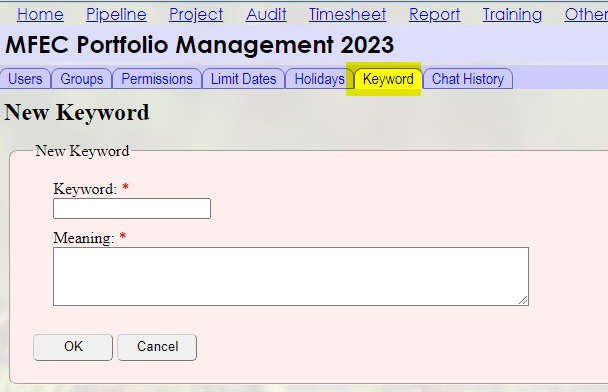 Home Pipeline Project Audit Timesheet Report Training Other
MFEC Portfolio Management 2023
Users Groups Permissions Limit Dates Holidays Keyword Chat History
New Keyword
New Keyword
Keyword: *
Meaning: *
OK Cancel